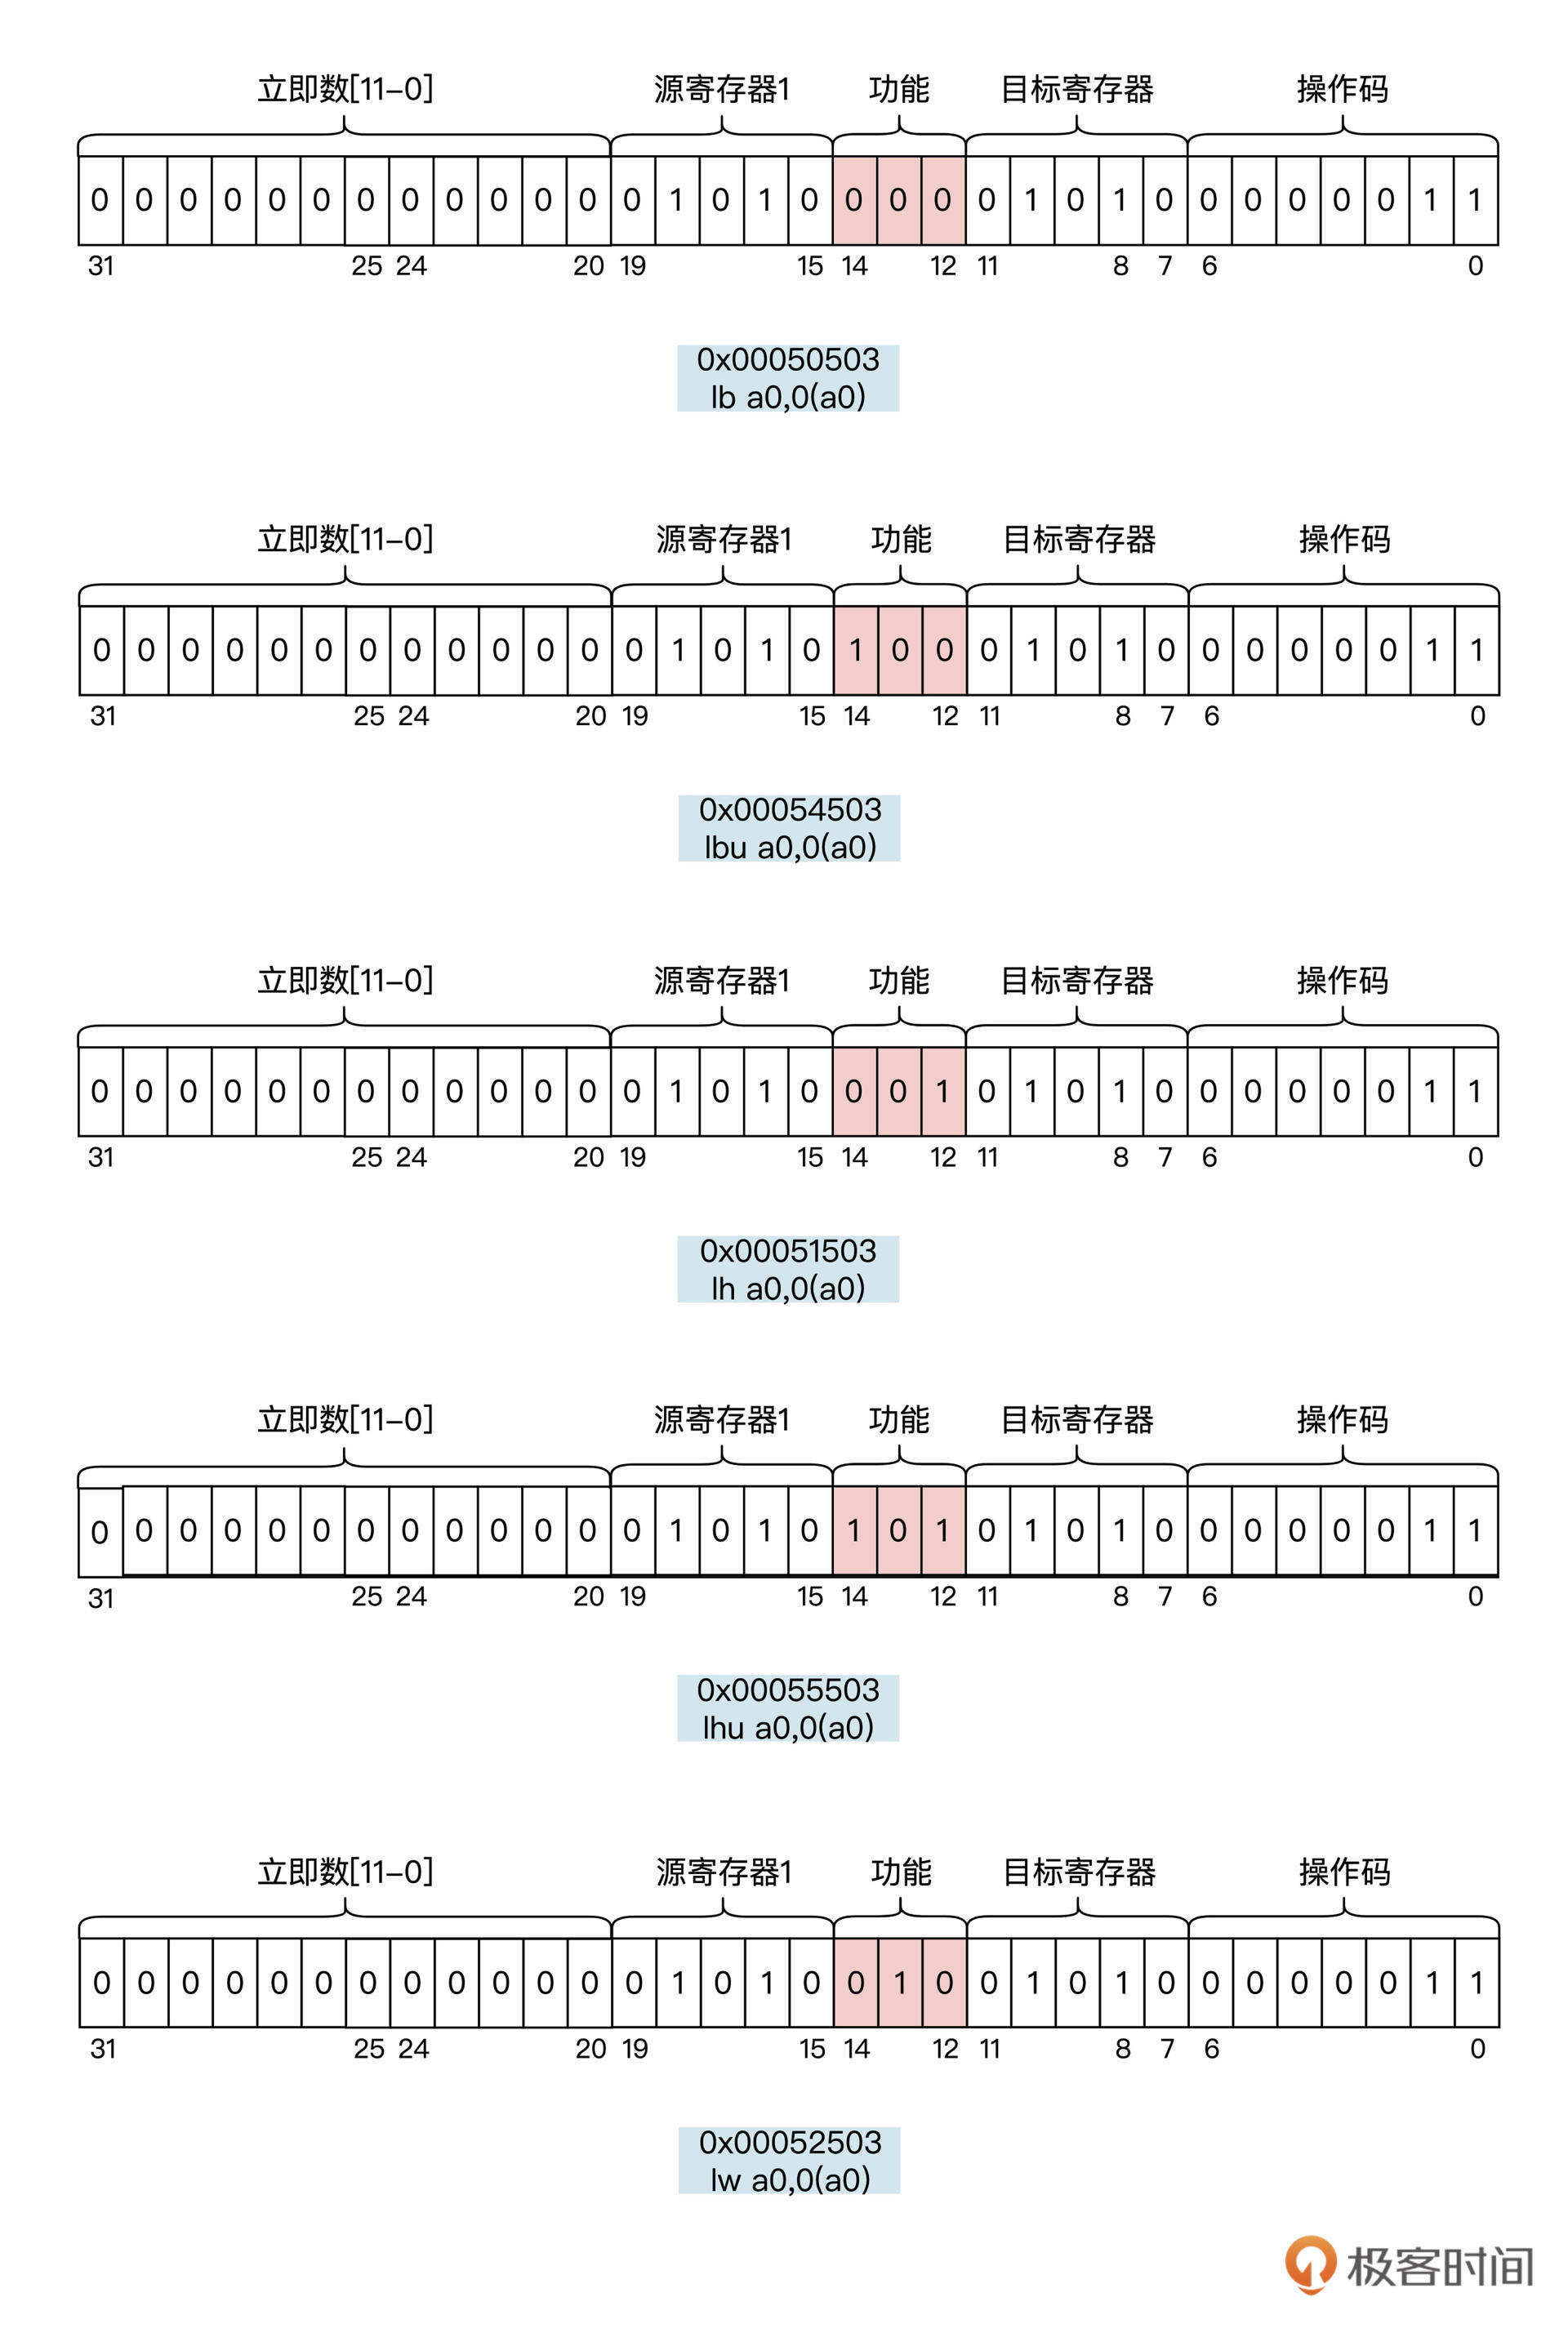 立即数[11-0] 源寄存器1 功能 目标寄存器 操作码
0 0 0 0 0 0 0 0 0 0 0 0 0 1 0 1 0 0 0 0 0 1 0 1 0 0 0 0 0 0 1 1
31 25 24 20 19 15 14 12 11 8 7 6 0
0x00050503
lb a0,0(a0)
立即数[11-0] 源寄存器1 功能 目标寄存器 操作码
0 0 0 0 0 0 0 0 0 0 0 0 0 1 0 1 0 1 0 0 0 1 0 1 0 0 0 0 0 0 1 1
31 25 24 20 19 15 14 12 11 8 7 6 0
0x00054503
lbu a0,0(a0)
立即数[11-0] 源寄存器1 功能 目标寄存器 操作码
0 0 0 0 0 0 0 0 0 0 0 0 0 1 0 1 0 0 0 1 0 1 0 1 0 0 0 0 0 0 1 1
31 25 24 20 19 15 14 12 11 8 7 6 0
0x00051503
lh a0,0(a0)
立即数[11-0] 源寄存器1 功能 目标寄存器 操作码
0 0 0 0 0 0 0 0 0 0 0 0 0 1 0 1 0 1 0 1 0 1 0 1 0 0 0 0 0 0 1 1
31 25 24 20 19 15 14 12 11 8 7 6 0
0x00055503
lhu a0,0(a0)
立即数[11-0] 源寄存器1 功能 目标寄存器 操作码
0 0 0 0 0 0 0 0 0 0 0 0 0 1 0 1 0 0 1 0 0 1 0 1 0 0 0 0 0 0 1 1
31 25 24 20 19 15 14 12 11 8 7 6 0
0x00052503
lw a0,0(a0)
极客时间